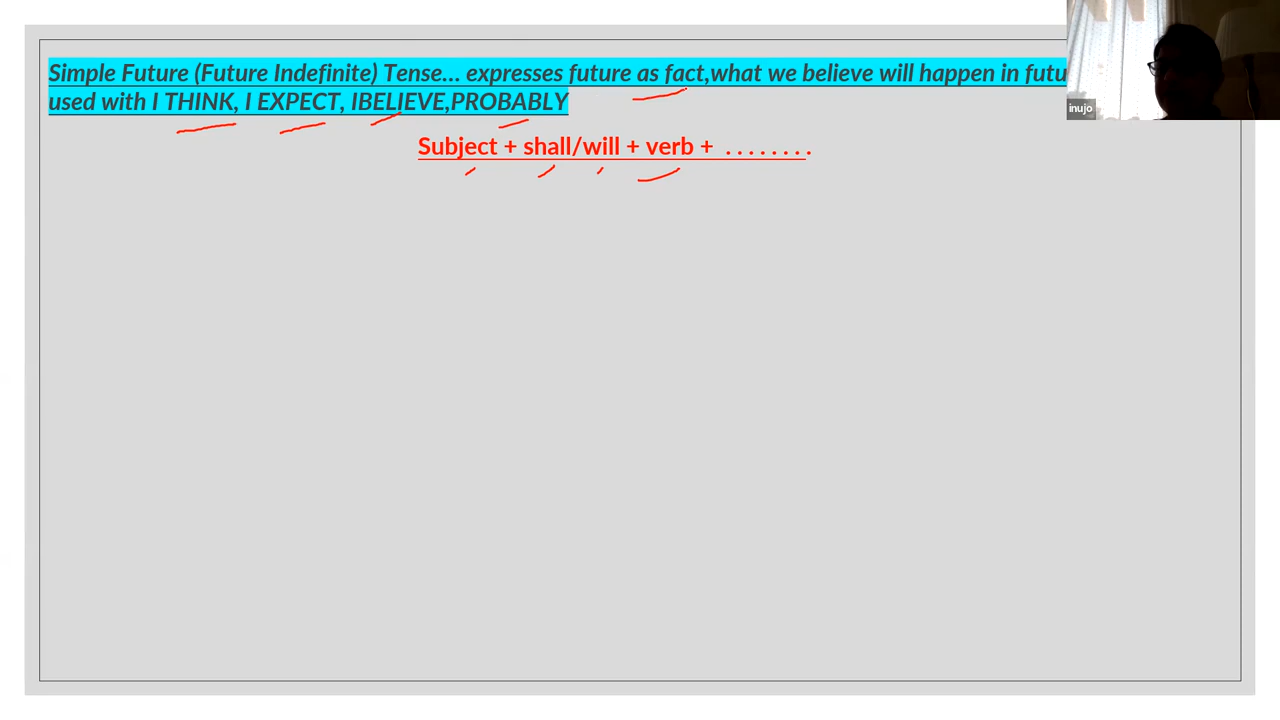 Simple Future (Future Indefinite) Tense... expresses future as fact,what we believe will happen in
used with I THINK, I EXPECT, IBELIEVE,PROBABLY
Subject + shall/will + verb + . . . . . . . .
inujo